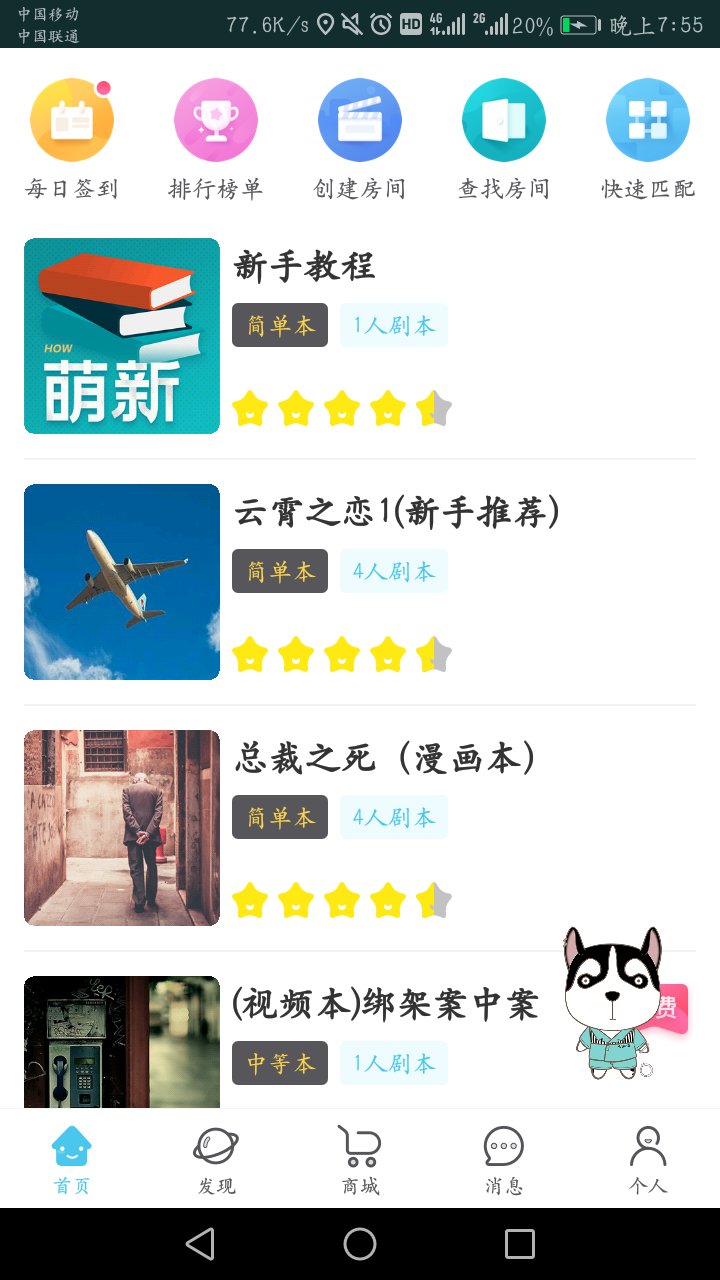 中国移动
中国联通
77.6K/s HD 4G 2G 20% 晚上7:55
每日签到 排行榜单 创建房间 查找房间 快速匹配
HOW
萌新
新手教程
简单本 1人剧本
云霄之恋1(新手推荐)
简单本 4人剧本
总裁之死（漫画本）
简单本 4人剧本
(视频本)绑架案中案
费
中等本 1人剧本
首页 发现 商城 消息 个人